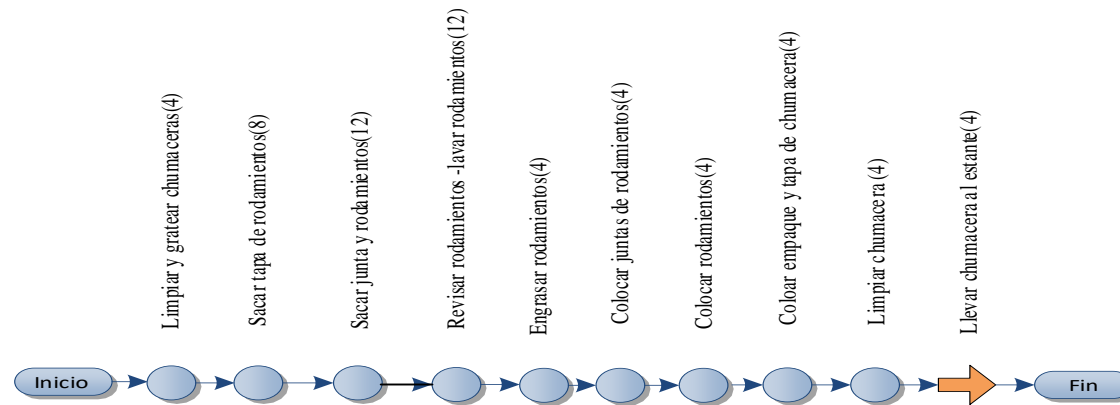 Limpiar y gratear chumaceras(4)
Sacar tapa de rodamientos(8)
Sacar junta y rodamientos(12)
Revisar rodamientos -lavar rodamientos(12)
Engrasar rodamientos(4)
Colocar juntas de rodamientos(4)
Colocar rodamientos(4)
Coloar empaque y tapa de chumacera(4)
Limpiar chumacera (4)
Llevar chumacera al estante(4)
Inicio
Fin